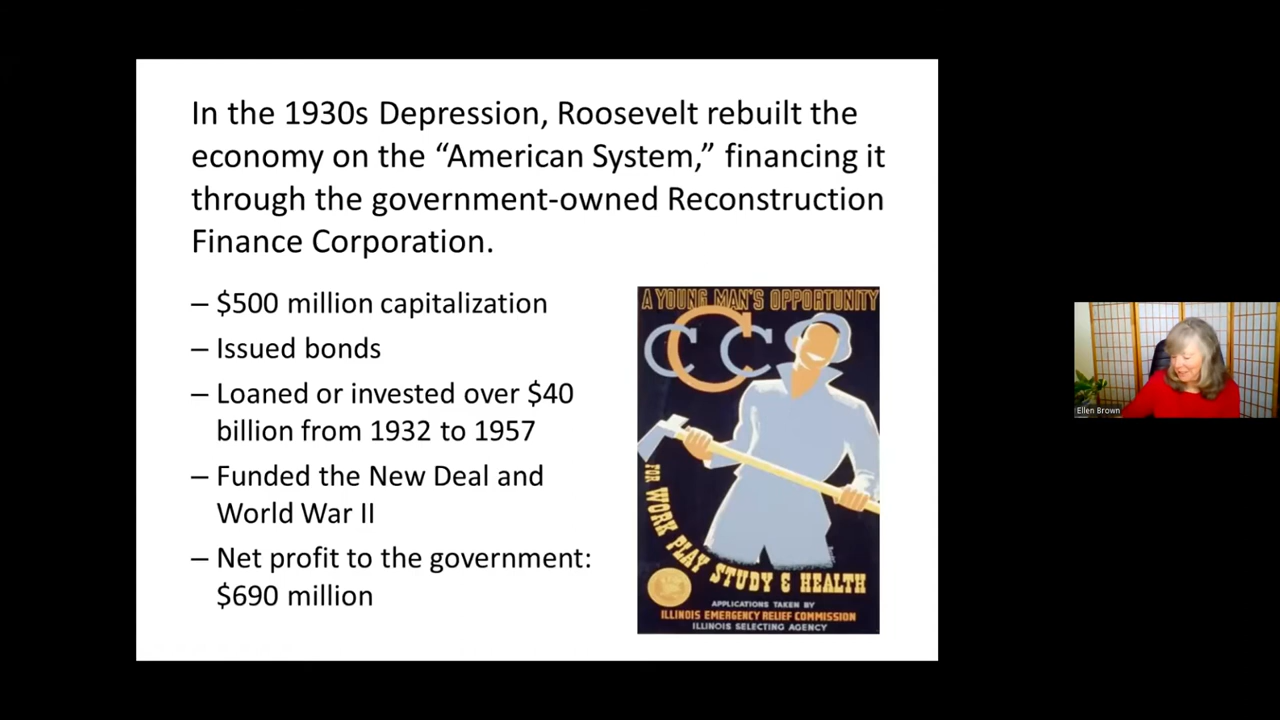 In the 1930s Depression, Roosevelt rebuilt the
economy on the “American System,” financing it
through the government-owned Reconstruction
Finance Corporation.
– $500 million capitalization
– Issued bonds
– Loaned or invested over $40
billion from 1932 to 1957
– Funded the New Deal and
World War II
– Net profit to the government:
$690 million
A YOUNG MAN'S OPPORTUNITY
CCC
FOR WORK PLAY STUDY & HEALTH
APPLICATIONS TAKEN BY
ILLINOIS EMERGENCY RELIEF COMMISSION
ILLINOIS SELECTING AGENCY
Ellen Brown